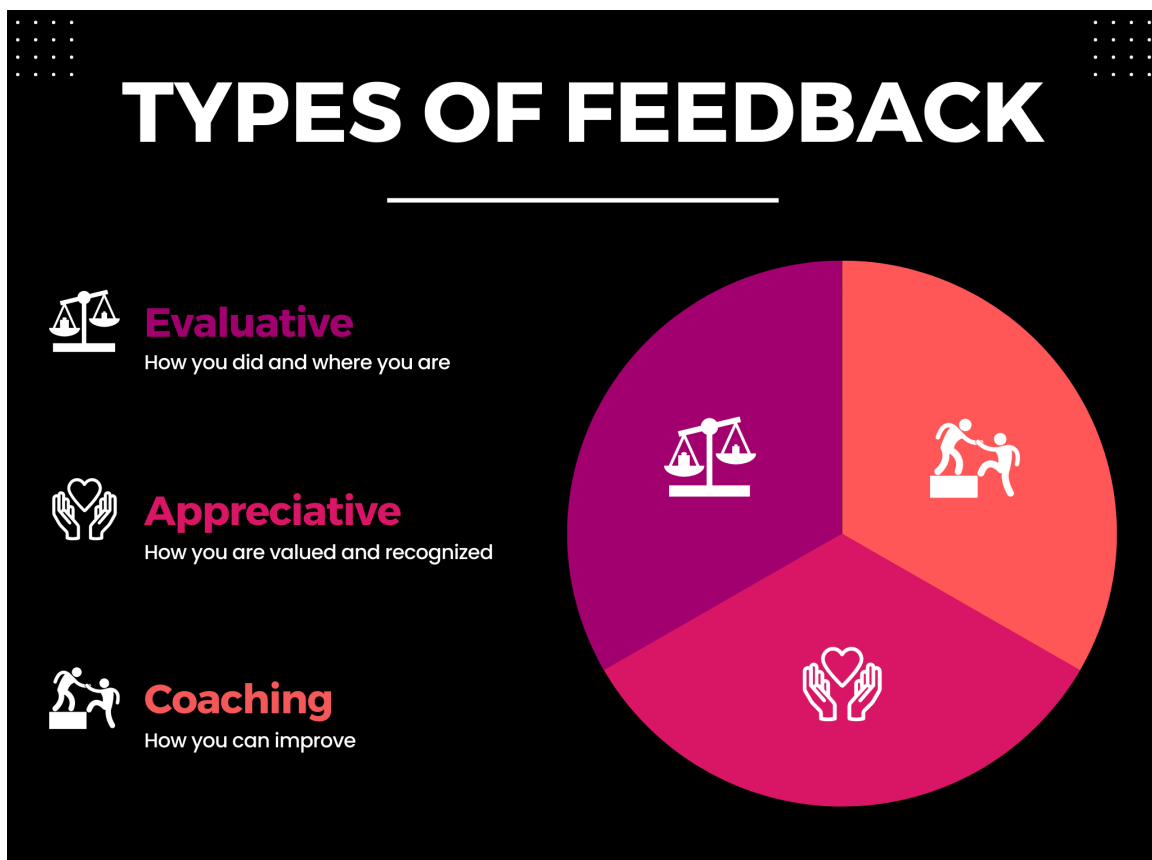 TYPES OF FEEDBACK
Evaluative
How you did and where you are
Appreciative
How you are valued and recognized
Coaching
How you can improve